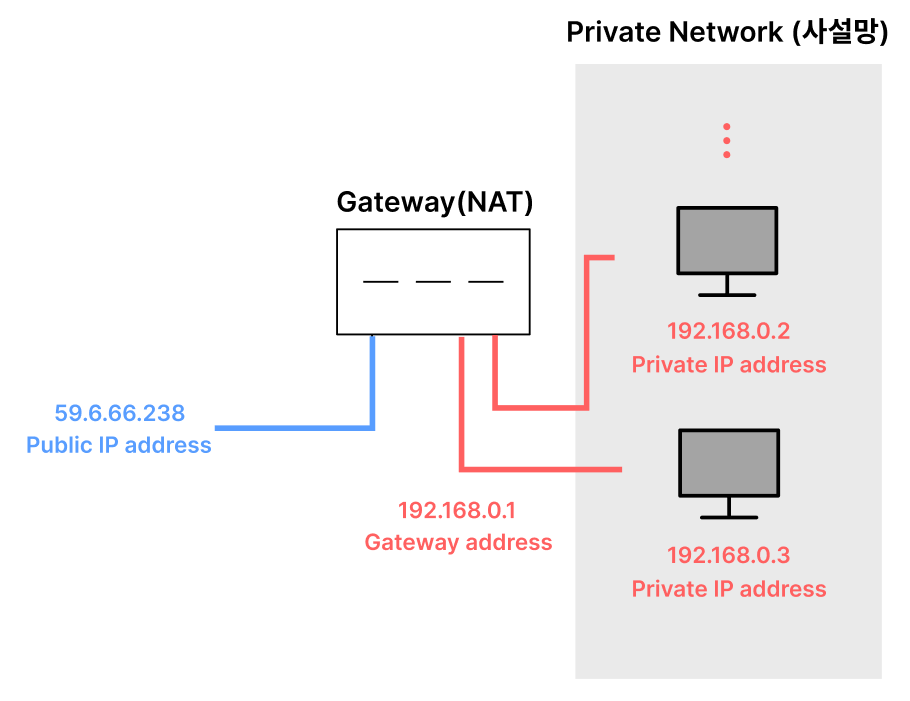 Private Network (사설망)
Gateway(NAT)
192.168.0.2
Private IP address
59.6.66.238
Public IP address
192.168.0.1
Gateway address
192.168.0.3
Private IP address